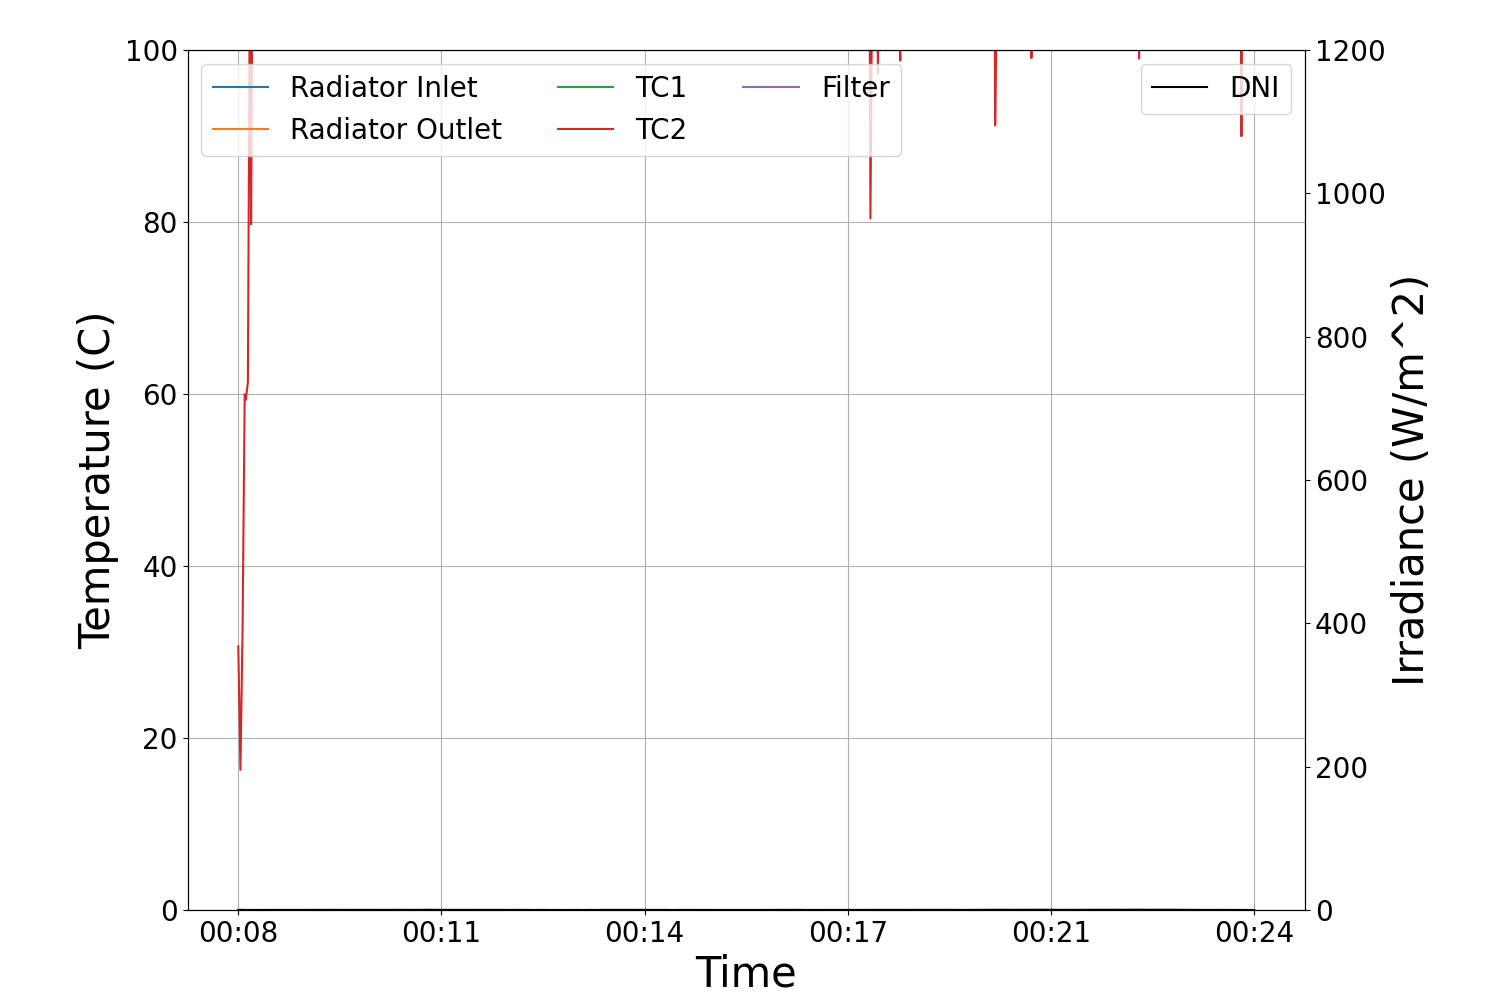 100
80
60
40
20
0
Temperature (C)
Radiator Inlet
Radiator Outlet
TC1
TC2
Filter
DNI
1200
1000
800
600
400
200
0
Irradiance (W/m^2)
00:08 00:11 00:14 00:17 00:21 00:24
Time